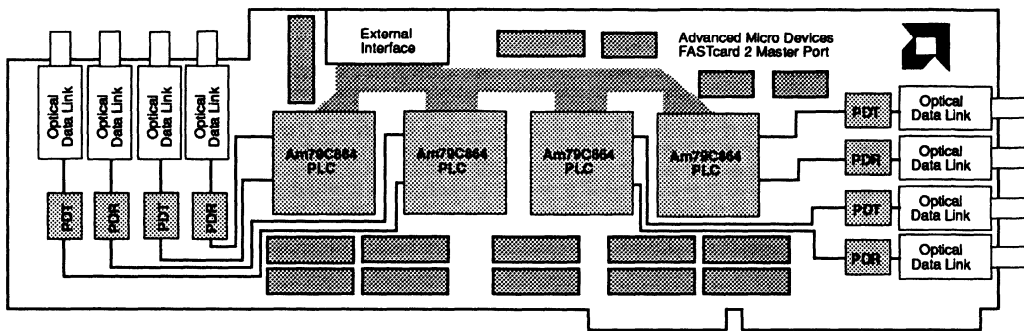 External
Interface
Advanced Micro Devices
FASTcard 2 Master Port
Optical
Data Link
Optical
Data Link
Optical
Data Link
Optical
Data Link
PDT
PDR
PDT
PDR
Am79C864
PLC
Am79C864
PLC
Am79C864
PLC
Am79C864
PLC
PDT
Optical
Data Link
PDR
Optical
Data Link
PDT
Optical
Data Link
PDR
Optical
Data Link